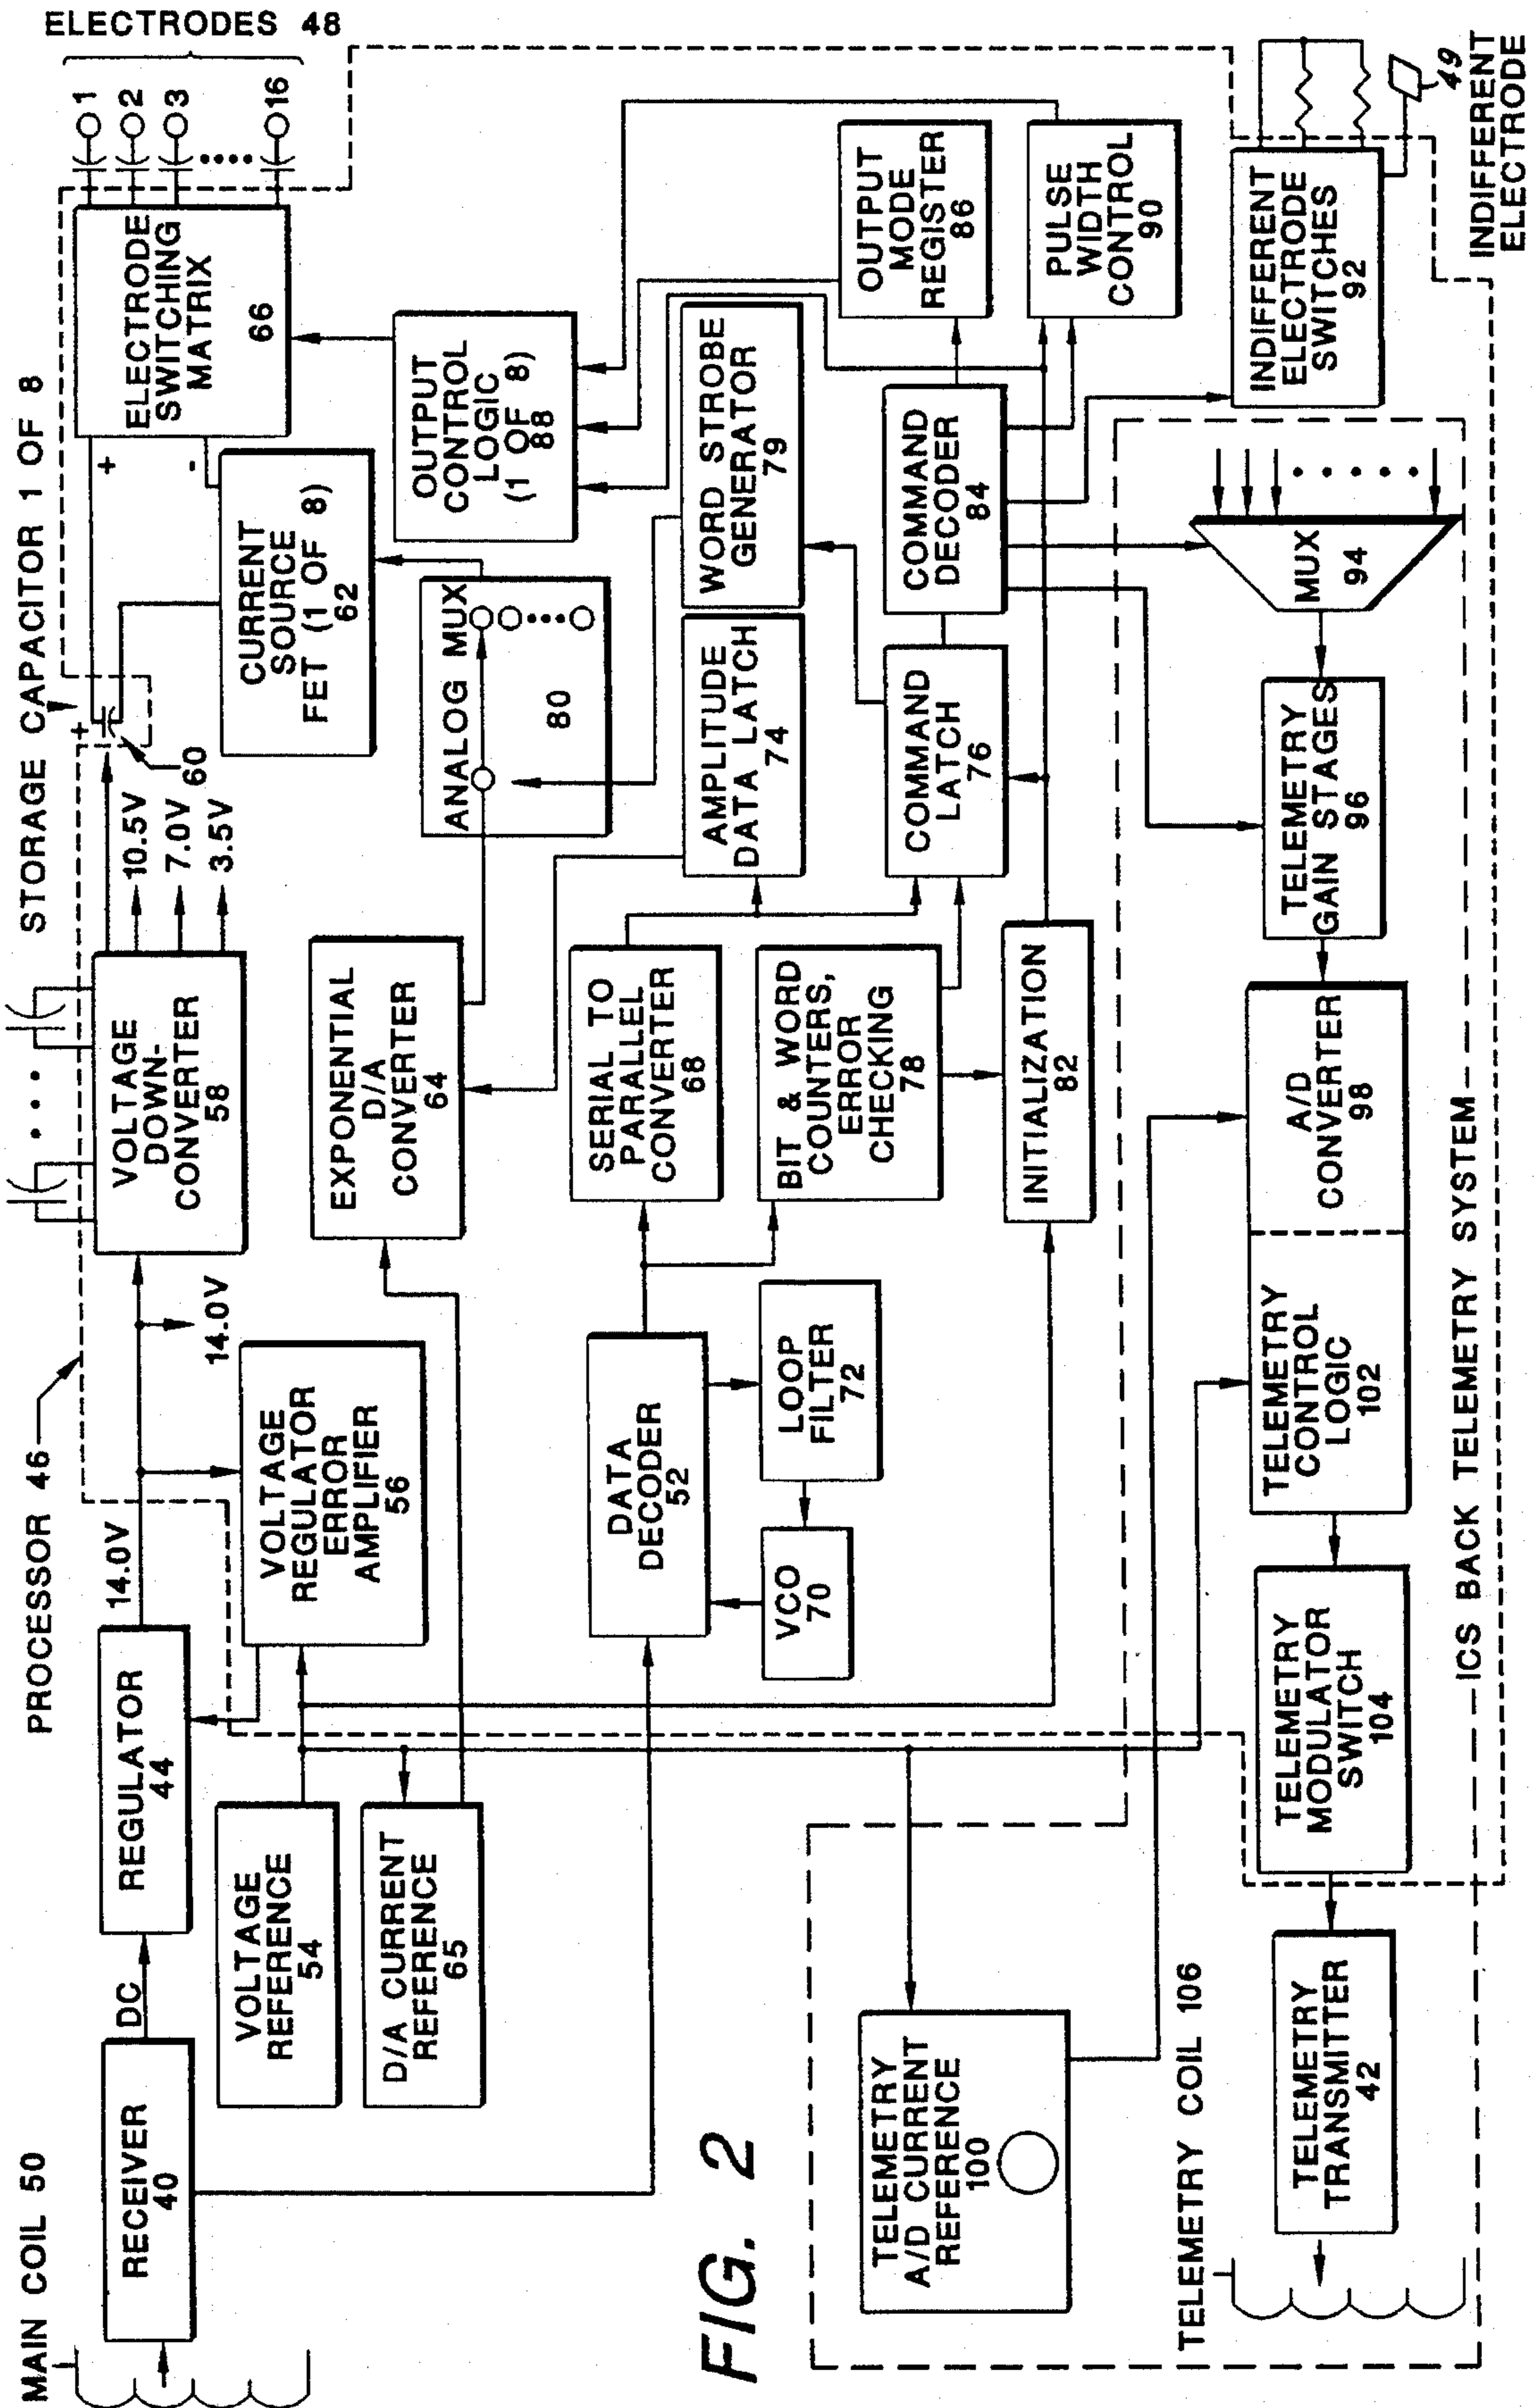 MAIN COIL 50
RECEIVER
40
DC
REGULATOR
44
14.0V
PROCESSOR 46
14.0V
VOLTAGE
DOWN-
CONVERTER
58
10.5V
7.0V
3.5V
STORAGE CAPACITOR 1 OF 8
+
60
+
-
ELECTRODE
SWITCHING
MATRIX
66
ELECTRODES 48
1
2
3
16
VOLTAGE
REFERENCE
54
D/A CURRENT
REFERENCE
65
VOLTAGE
REGULATOR
ERROR
AMPLIFIER
56
EXPONENTIAL
D/A
CONVERTER
64
CURRENT
SOURCE
FET (1 OF 8)
62
ANALOG MUX
80
OUTPUT
CONTROL
LOGIC
(1 OF 8)
88
DATA
DECODER
52
LOOP
FILTER
72
VCO
70
SERIAL TO
PARALLEL
CONVERTER
68
BIT & WORD
COUNTERS,
ERROR
CHECKING
78
INITIALIZATION
82
AMPLITUDE
DATA LATCH
74
WORD STROBE
GENERATOR
79
COMMAND
LATCH
76
COMMAND
DECODER
84
OUTPUT
MODE
REGISTER
86
PULSE
WIDTH
CONTROL
90
INDIFFERENT
ELECTRODE
SWITCHES
92
49
INDIFFERENT
ELECTRODE
FIG. 2
TELEMETRY
A/D CURRENT
REFERENCE
100
TELEMETRY COIL 106
TELEMETRY
TRANSMITTER
42
TELEMETRY
MODULATOR
SWITCH
104
TELEMETRY
CONTROL
LOGIC
102
A/D
CONVERTER
98
TELEMETRY
GAIN STAGES
96
MUX
94
ICS BACK TELEMETRY SYSTEM